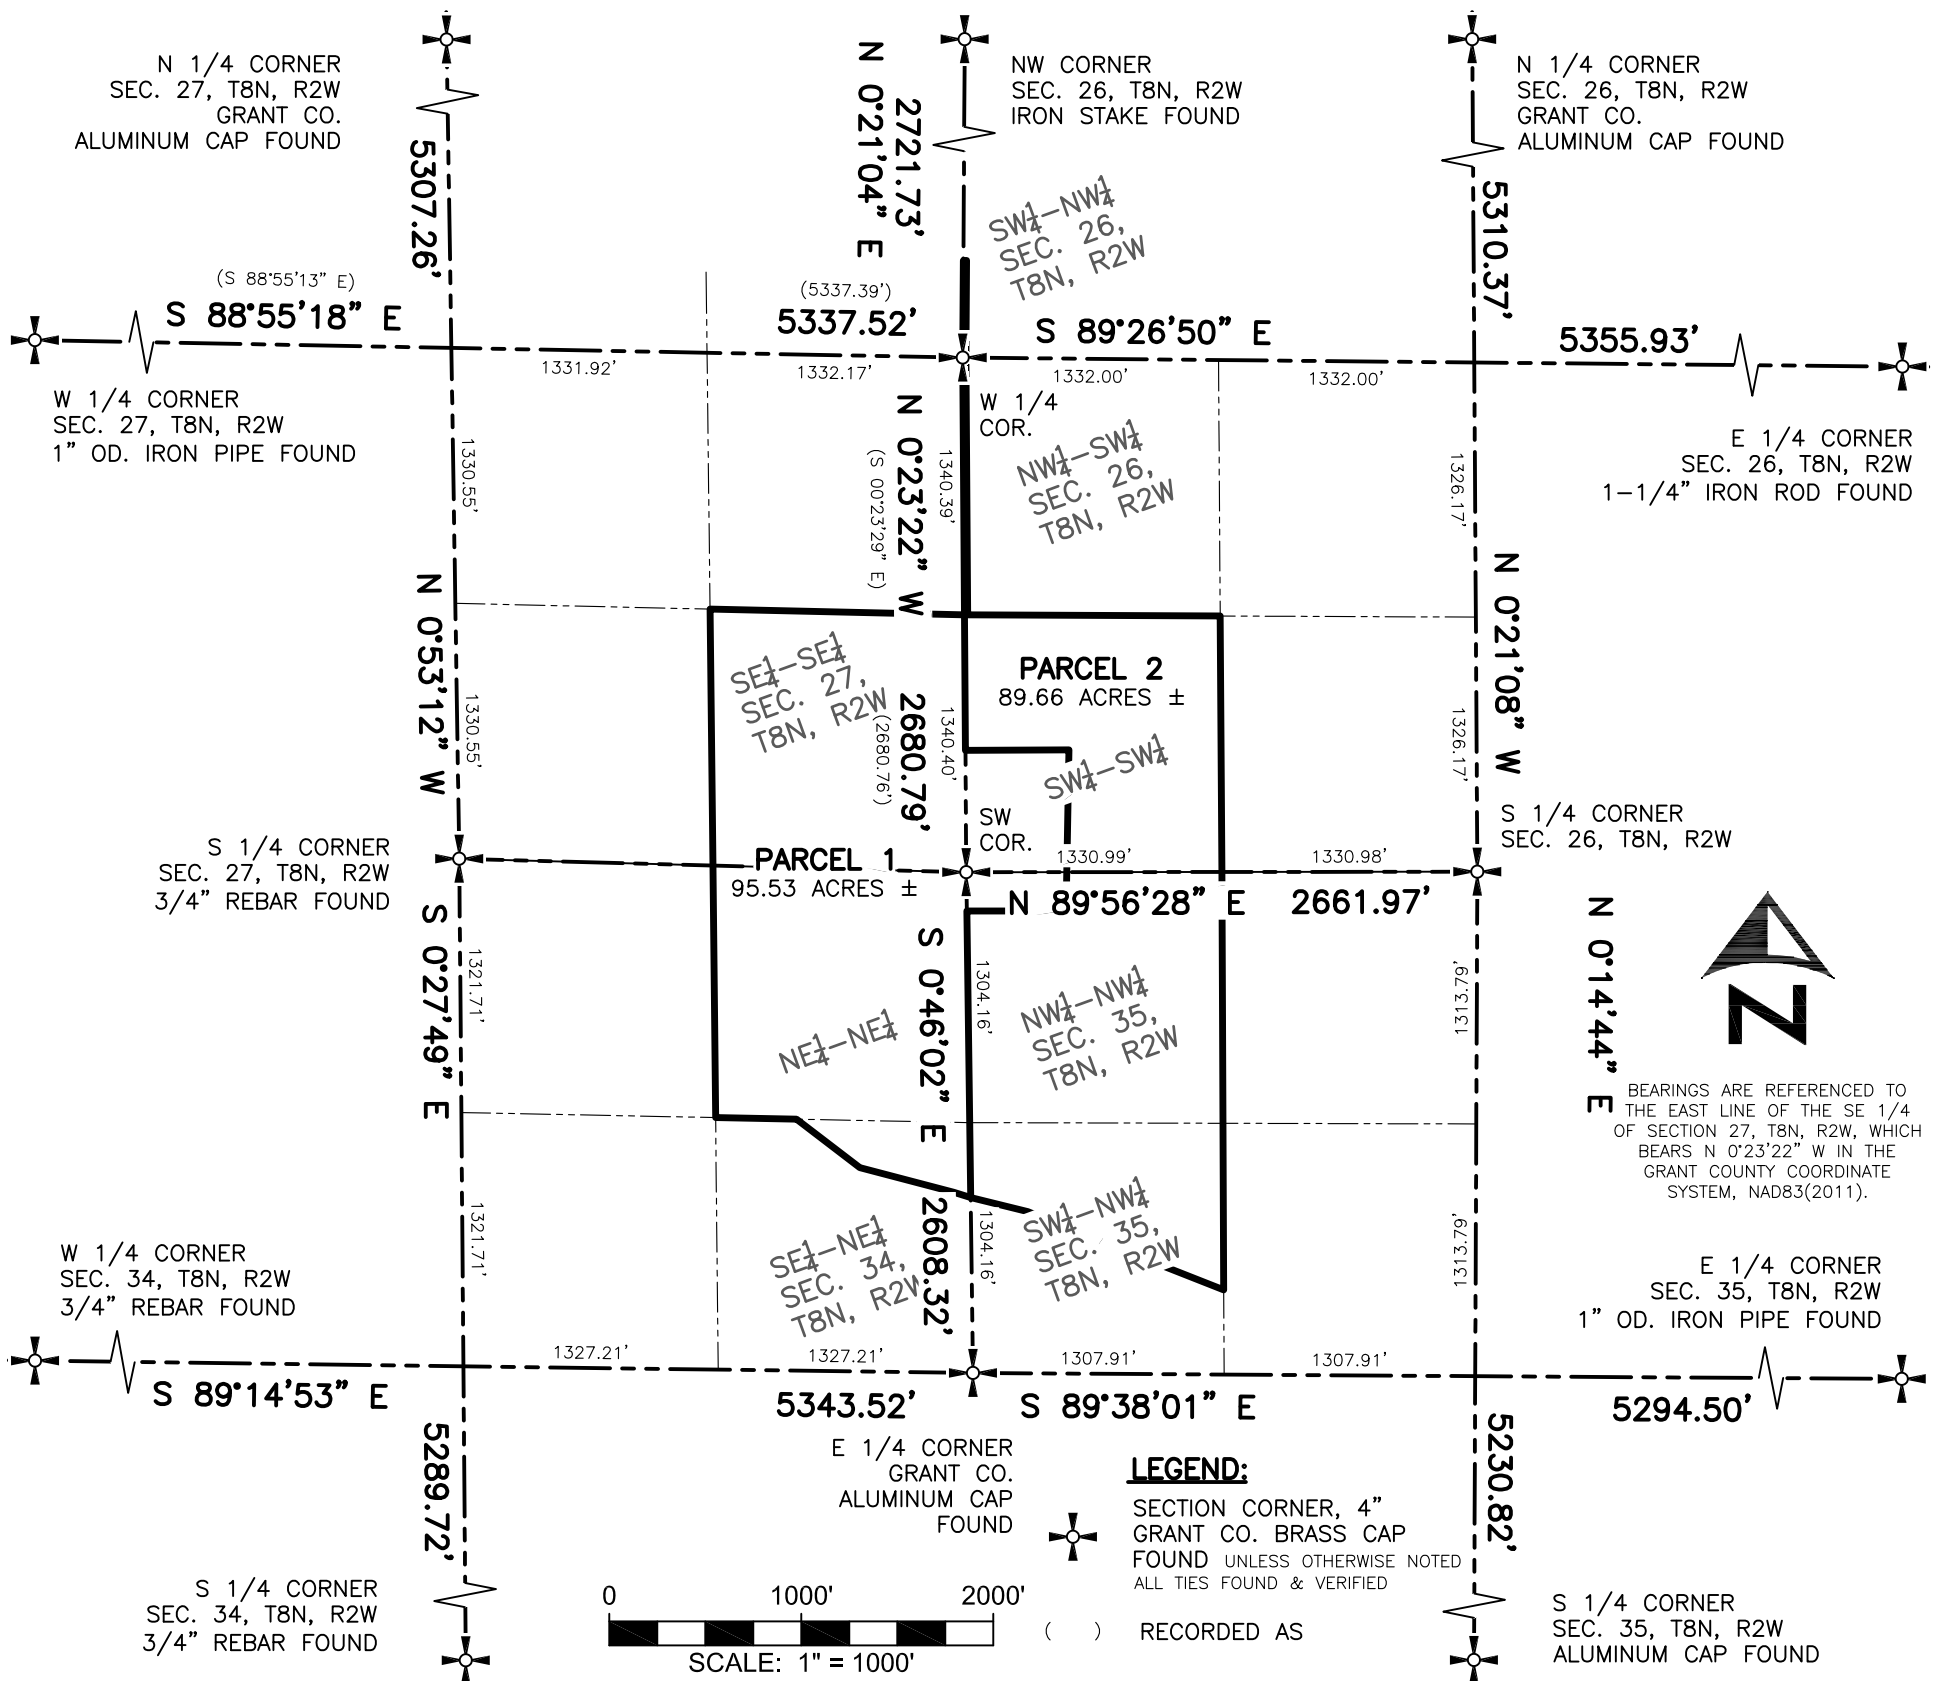 N 1/4 CORNER
SEC. 27, T8N, R2W
GRANT CO.
ALUMINUM CAP FOUND
N 0°21'04" E
2721.73'
NW CORNER
SEC. 26, T8N, R2W
IRON STAKE FOUND
N 1/4 CORNER
SEC. 26, T8N, R2W
GRANT CO.
ALUMINUM CAP FOUND
5307.26'
SW1/4-NW1/4
SEC. 26,
T8N, R2W
5310.37'
(S 88°55'13" E)
S 88°55'18" E
(5337.39')
5337.52'
S 89°26'50" E
5355.93'
1331.92'
1332.17'
1332.00'
1332.00'
W 1/4 CORNER
SEC. 27, T8N, R2W
1" OD. IRON PIPE FOUND
W 1/4
COR.
E 1/4 CORNER
SEC. 26, T8N, R2W
1-1/4" IRON ROD FOUND
1330.55'
N 0°23'22" W
(S 00°23'29" E)
1340.39'
NW1/4-SW1/4
SEC. 26,
T8N, R2W
1326.17'
N 0°53'12" W
N 0°21'08" W
SE1/4-SE1/4
SEC. 27,
T8N, R2W
PARCEL 2
89.66 ACRES ±
1330.55'
2680.79'
(2680.76')
1340.40'
SW1/4-SW1/4
1326.17'
S 1/4 CORNER
SEC. 27, T8N, R2W
3/4" REBAR FOUND
SW
COR.
S 1/4 CORNER
SEC. 26, T8N, R2W
PARCEL 1
95.53 ACRES ±
1330.99'
1330.98'
N 89°56'28" E
2661.97'
S 0°27'49" E
1321.71'
S 0°46'02" E
1304.16'
NE1/4-NE1/4
NW1/4-NW1/4
SEC. 35,
T8N, R2W
1313.79'
N 0°14'44" E
N
BEARINGS ARE REFERENCED TO
THE EAST LINE OF THE SE 1/4
OF SECTION 27, T8N, R2W, WHICH
BEARS N 0°23'22" W IN THE
GRANT COUNTY COORDINATE
SYSTEM, NAD83(2011).
1321.71'
SE1/4-NE1/4
SEC. 34,
T8N, R2W
2608.32'
1304.16'
SW1/4-NW1/4
SEC. 35,
T8N, R2W
1313.79'
W 1/4 CORNER
SEC. 34, T8N, R2W
3/4" REBAR FOUND
E 1/4 CORNER
SEC. 35, T8N, R2W
1" OD. IRON PIPE FOUND
1327.21'
1327.21'
1307.91'
1307.91'
S 89°14'53" E
5343.52'
S 89°38'01" E
5294.50'
5289.72'
E 1/4 CORNER
GRANT CO.
ALUMINUM CAP
FOUND
LEGEND:
SECTION CORNER, 4"
GRANT CO. BRASS CAP
FOUND UNLESS OTHERWISE NOTED
ALL TIES FOUND & VERIFIED
( ) RECORDED AS
5230.82'
S 1/4 CORNER
SEC. 34, T8N, R2W
3/4" REBAR FOUND
0 1000' 2000'
SCALE: 1" = 1000'
S 1/4 CORNER
SEC. 35, T8N, R2W
ALUMINUM CAP FOUND